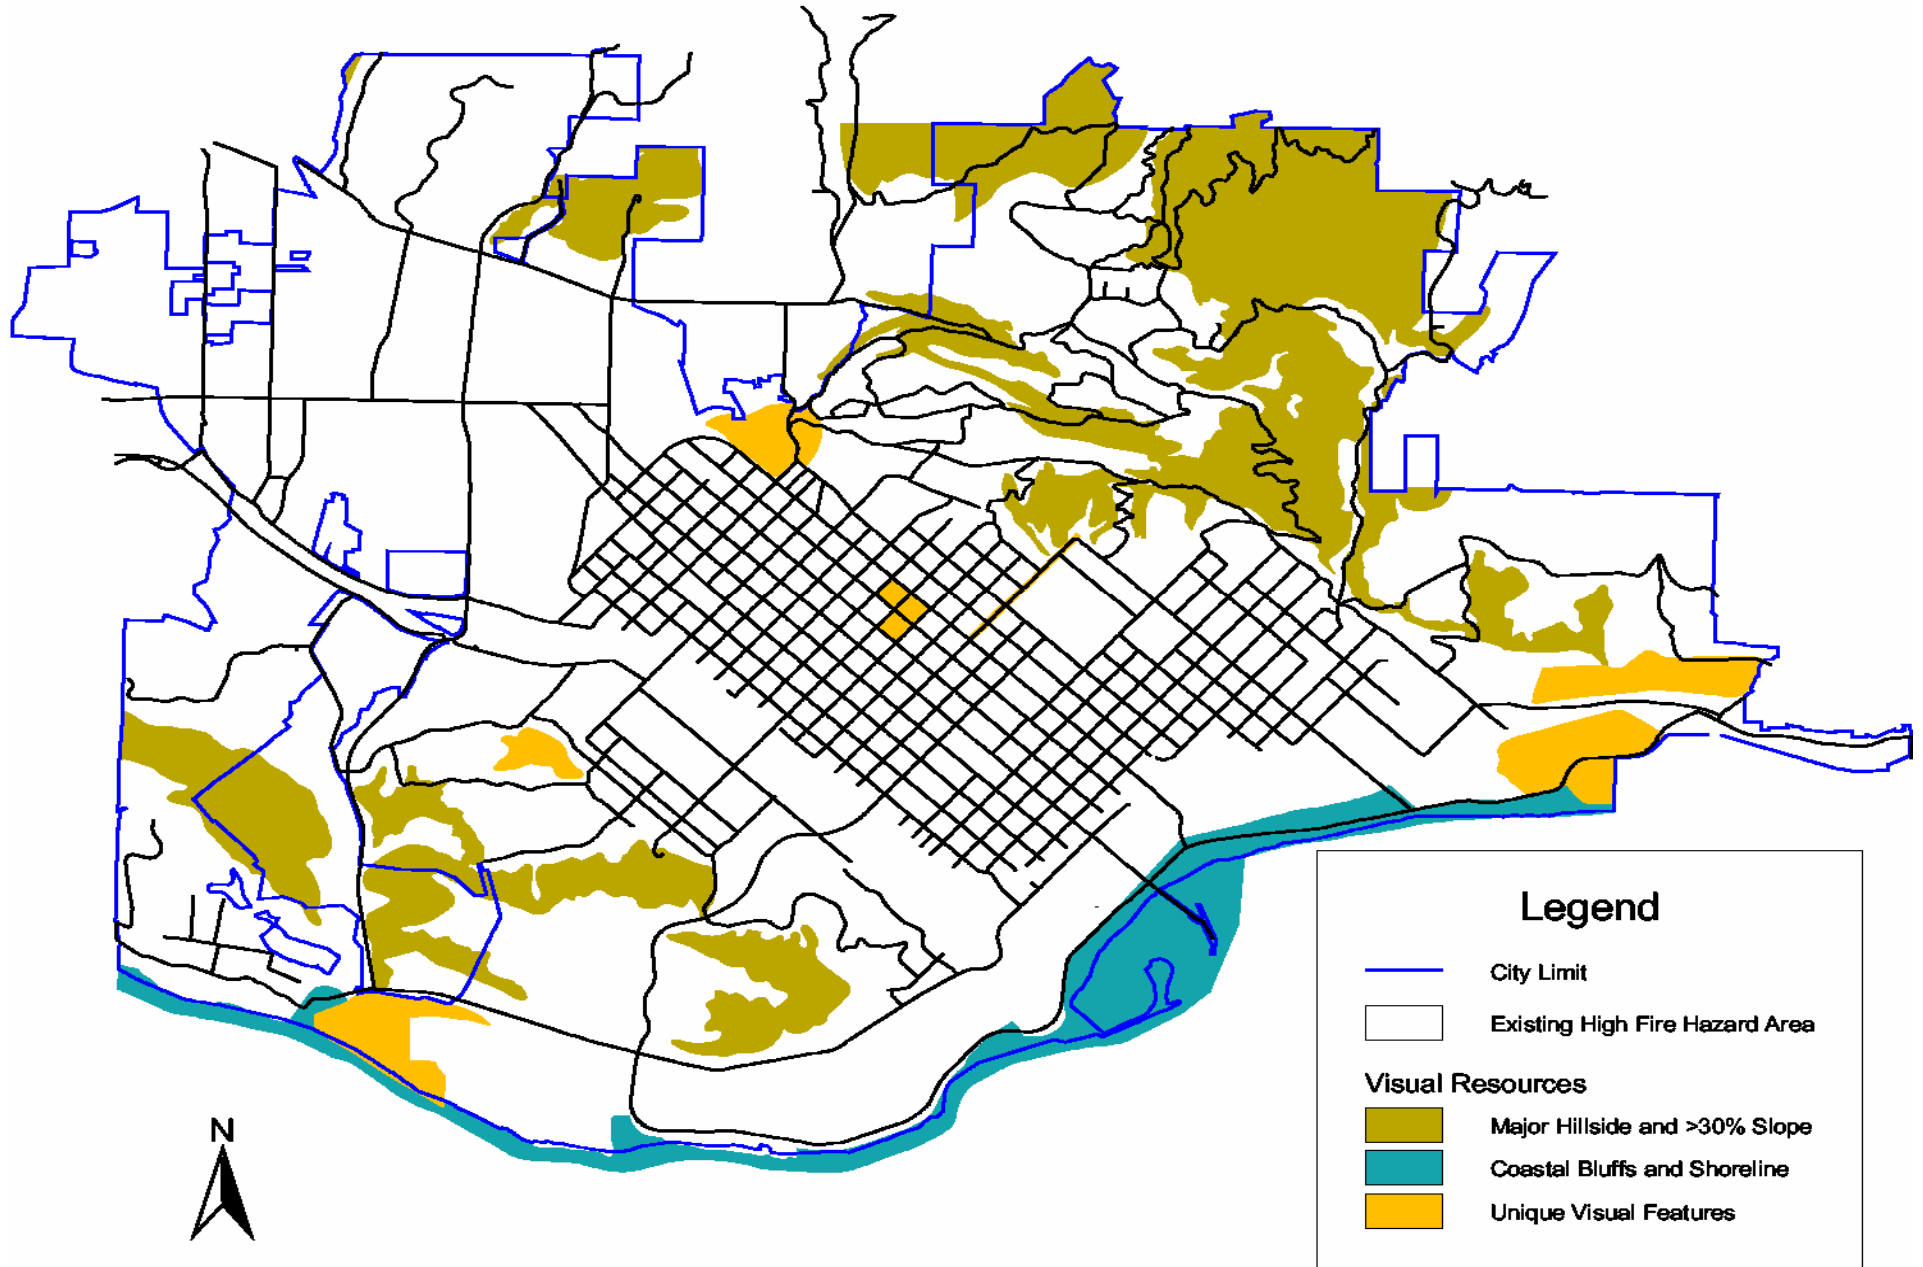 Legend
City Limit
Existing High Fire Hazard Area
Visual Resources
Major Hillside and >30% Slope
Coastal Bluffs and Shoreline
Unique Visual Features
N